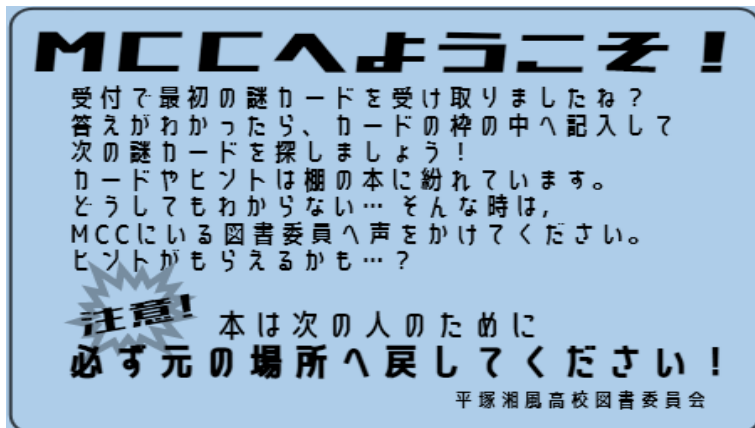 MCCへようこそ！
受付で最初の謎カードを受け取りましたね？
答えがわかったら、カードの枠の中へ記入して
次の謎カードを探しましょう！
カードやヒントは棚の本に紛れています。
どうしてもわからない… そんな時は,
MCCにいる図書委員へ声をかけてください。
ヒントがもらえるかも…？
注意！
本は次の人のために
必ず元の場所へ戻してください！
平塚湘風高校図書委員会